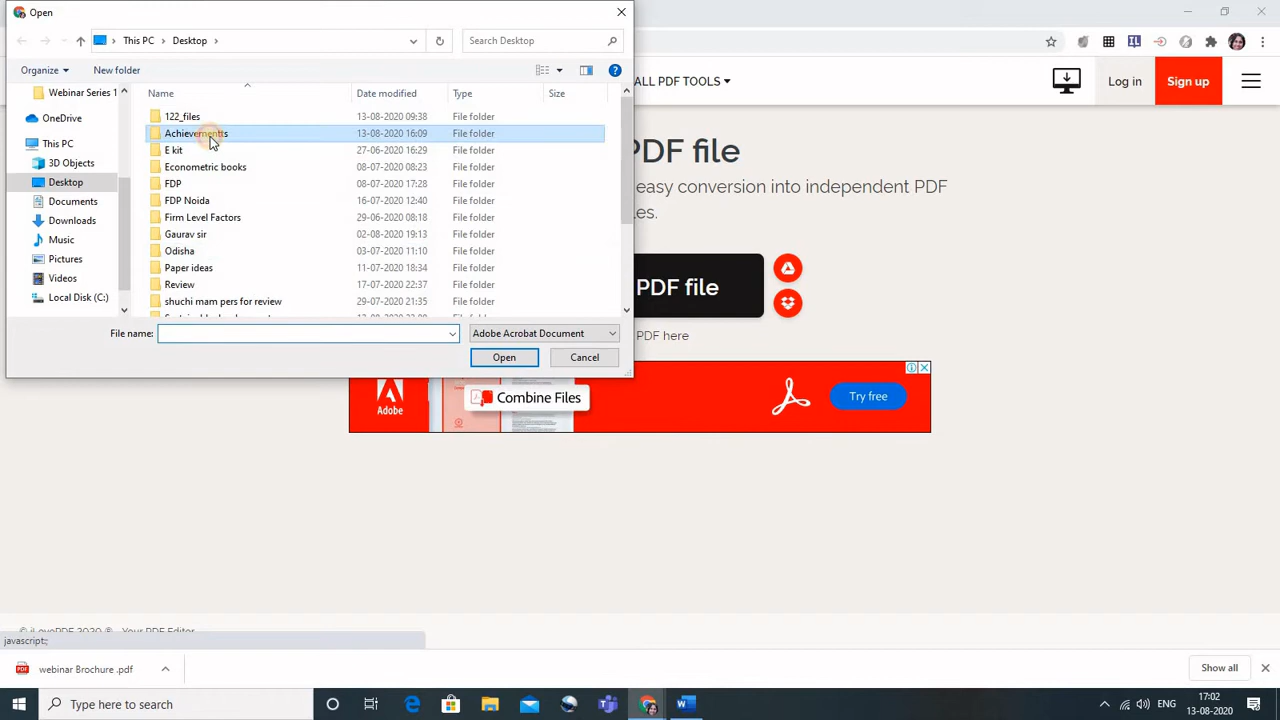 Open
This PC > Desktop >
Search Desktop
Organize
New folder
Name
Date modified
Type
Size
Webinar Series 1
OneDrive
This PC
3D Objects
Desktop
Documents
Downloads
Music
Pictures
Videos
Local Disk (C:)
122_files 13-08-2020 09:38 File folder
Achievementts 13-08-2020 16:09 File folder
E kit 27-06-2020 16:29 File folder
Econometric books 08-07-2020 08:23 File folder
FDP 08-07-2020 17:28 File folder
FDP Noida 16-07-2020 12:40 File folder
Firm Level Factors 29-06-2020 08:18 File folder
Gaurav sir 02-08-2020 19:13 File folder
Odisha 03-07-2020 11:10 File folder
Paper ideas 11-07-2020 18:34 File folder
Review 17-07-2020 22:37 File folder
shuchi mam pers for review 29-07-2020 21:35 File folder
File name:
Adobe Acrobat Document
Open
Cancel
ALL PDF TOOLS
Log in
Sign up
PDF file
easy conversion into independent PDF
es.
PDF file
PDF here
Adobe
Combine Files
Try free
© iLovePDF 2020 ® - Your PDF Editor
javascript:;
webinar Brochure .pdf
Show all
Type here to search
ENG
17:02
13-08-2020